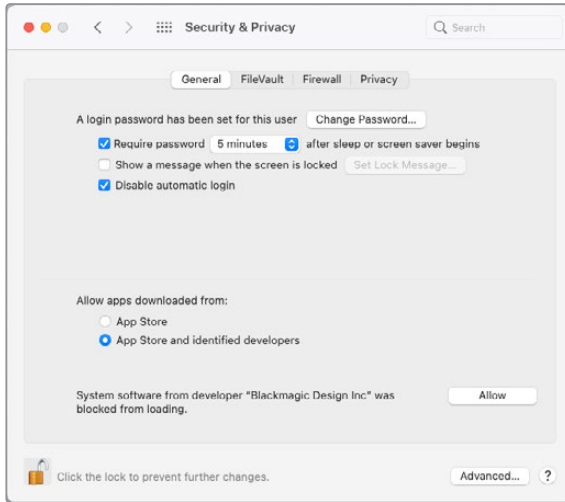 Security & Privacy
Search
General FileVault Firewall Privacy
A login password has been set for this user Change Password...
Require password 5 minutes after sleep or screen saver begins
Show a message when the screen is locked Set Lock Message...
Disable automatic login
Allow apps downloaded from:
App Store
App Store and identified developers
System software from developer "Blackmagic Design Inc" was Allow
blocked from loading.
Click the lock to prevent further changes. Advanced... ?